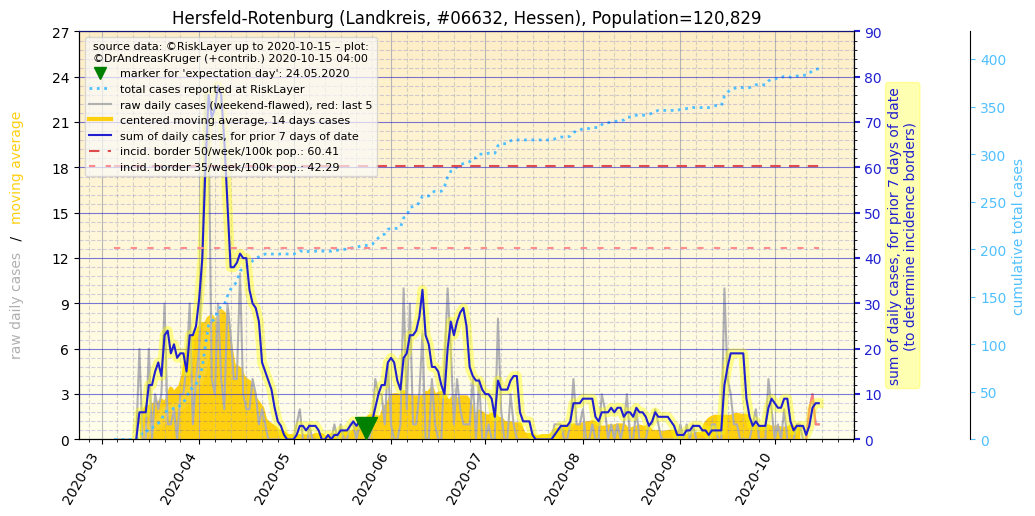 Hersfeld-Rotenburg (Landkreis, #06632, Hessen), Population=120,829
source data: ©RiskLayer up to 2020-10-15 – plot:
©DrAndreasKruger (+contrib.) 2020-10-15 04:00
marker for 'expectation day': 24.05.2020
total cases reported at RiskLayer
raw daily cases (weekend-flawed), red: last 5
centered moving average, 14 days cases
sum of daily cases, for prior 7 days of date
incid. border 50/week/100k pop.: 60.41
incid. border 35/week/100k pop.: 42.29
raw daily cases / moving average
27
24
21
18
15
12
9
6
3
0
2020-03
2020-04
2020-05
2020-06
2020-07
2020-08
2020-09
2020-10
90
80
70
60
50
40
30
20
10
0
sum of daily cases, for prior 7 days of date
(to determine incidence borders)
400
350
300
250
200
150
100
50
0
cumulative total cases